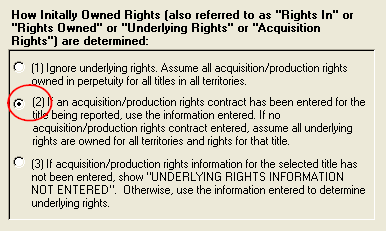 How Initally Owned Rights (also referred to as "Rights In" or
"Rights Owned" or "Underlying Rights" or "Acquisition
Rights") are determined:
(1) Ignore underlying rights. Assume all acquisition/production rights
owned in perpetuity for all titles in all territories.
(2) If an acquisition/production rights contract has been entered for the
title being reported, use the information entered. If no
acquisition/production rights contract entered, assume all underlying
rights are owned for all territories and rights for that title.
(3) If acquisition/production rights information for the selected title has
not been entered, show "UNDERLYING RIGHTS INFORMATION
NOT ENTERED". Otherwise, use the information entered to determine
underlying rights.